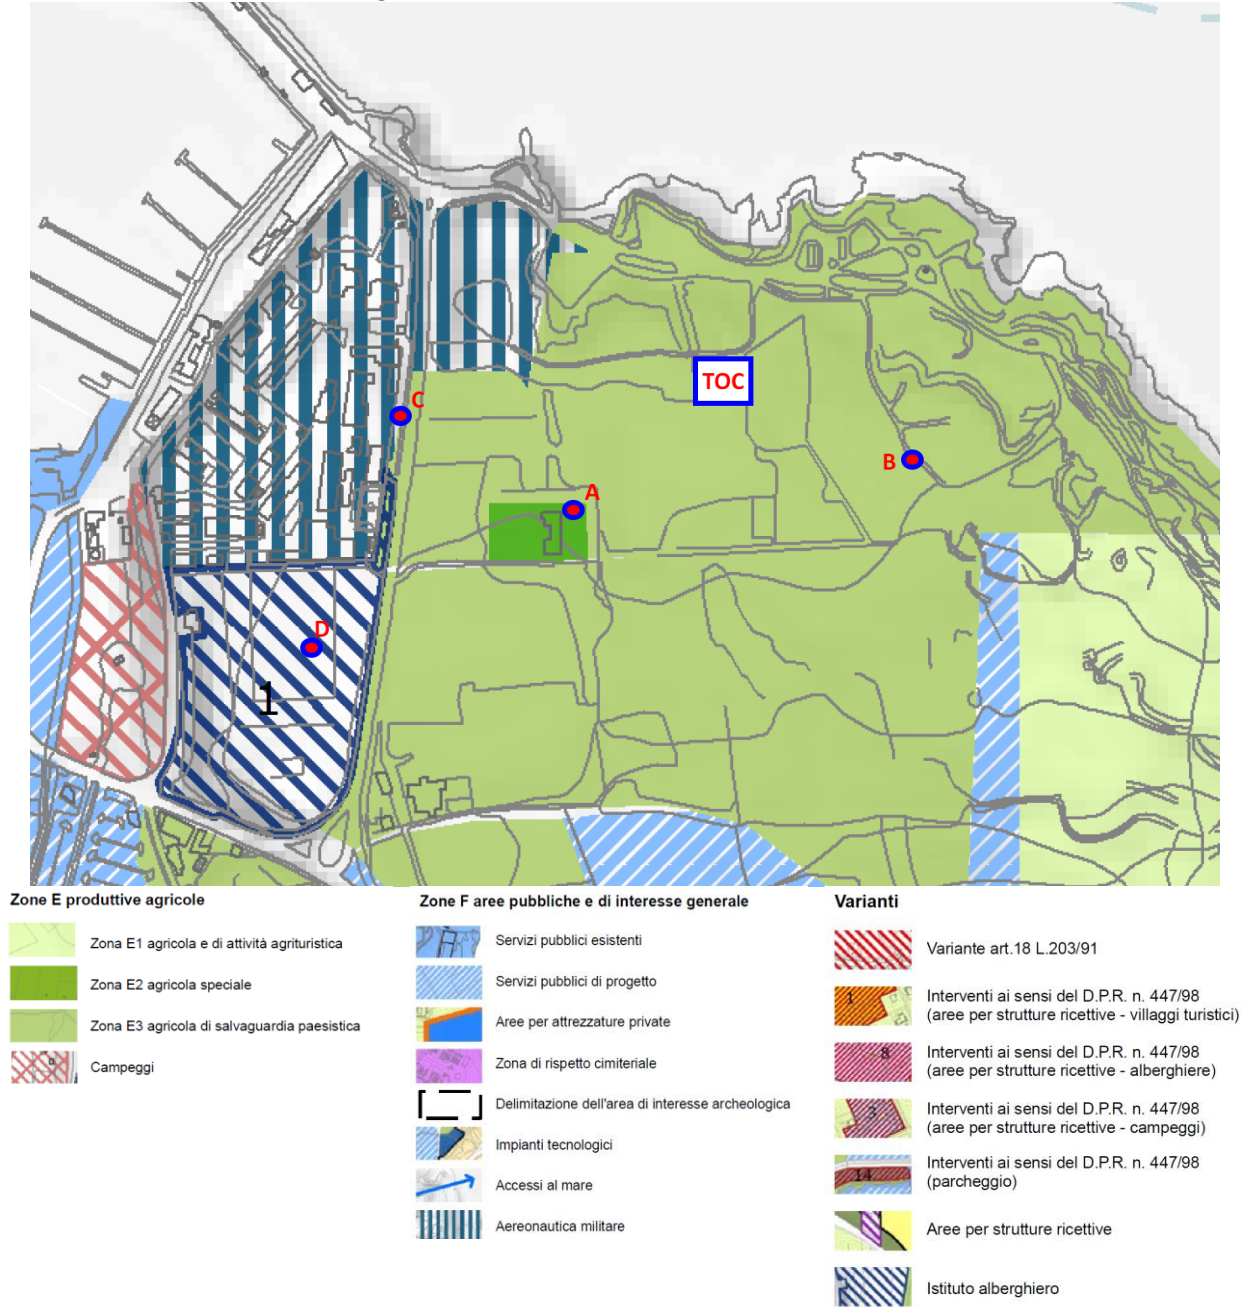 TOC
C
B
A
D
1
Zone E produttive agricole
Zona E1 agricola e di attività agrituristica
Zona E2 agricola speciale
Zona E3 agricola di salvaguardia paesistica
Campeggi
Zone F aree pubbliche e di interesse generale
Servizi pubblici esistenti
Servizi pubblici di progetto
Aree per attrezzature private
Zona di rispetto cimiteriale
Delimitazione dell'area di interesse archeologica
Impianti tecnologici
Accessi al mare
Aereonautica militare
Varianti
Variante art.18 L.203/91
1
Interventi ai sensi del D.P.R. n. 447/98
(aree per strutture ricettive - villaggi turistici)
8
Interventi ai sensi del D.P.R. n. 447/98
(aree per strutture ricettive - alberghiere)
3
Interventi ai sensi del D.P.R. n. 447/98
(aree per strutture ricettive - campeggi)
14
Interventi ai sensi del D.P.R. n. 447/98
(parcheggio)
Aree per strutture ricettive
Istituto alberghiero